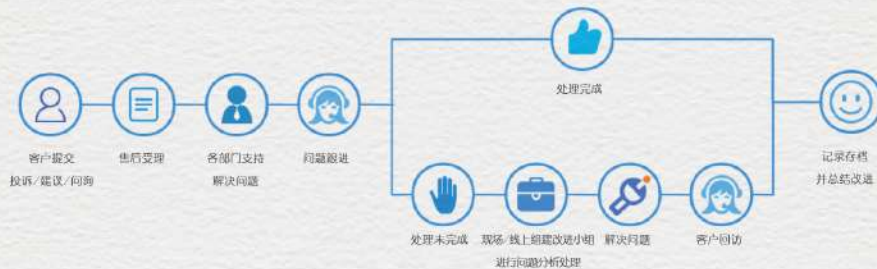 处理完成
客户提交
投诉/建议/问询
售后受理
各部门支持
解决问题
问题跟进
记录存档
并总结改进
处理未完成
现场/线上组建改进小组
进行问题分析处理
解决问题
客户回访